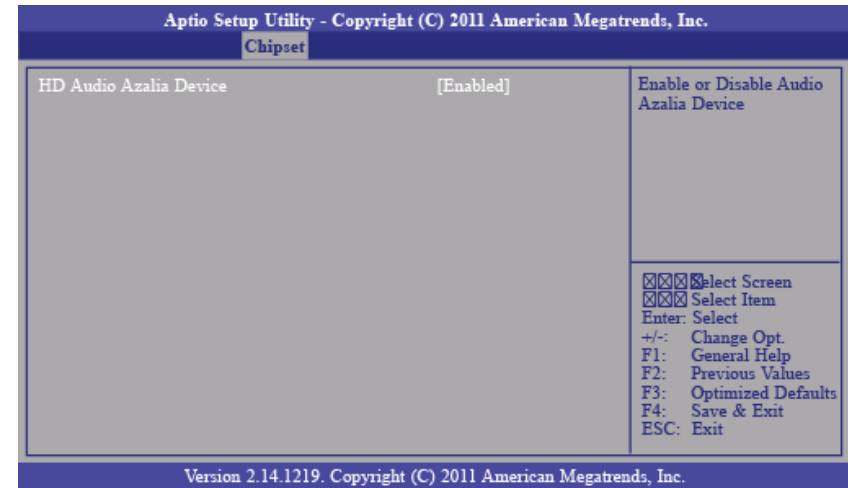 Aptio Setup Utility - Copyright (C) 2011 American Megatrends, Inc.
Chipset
HD Audio Azalia Device [Enabled]
Enable or Disable Audio
Azalia Device
Select Screen
Select Item
Enter: Select
+/-: Change Opt.
F1: General Help
F2: Previous Values
F3: Optimized Defaults
F4: Save & Exit
ESC: Exit
Version 2.14.1219. Copyright (C) 2011 American Megatrends, Inc.